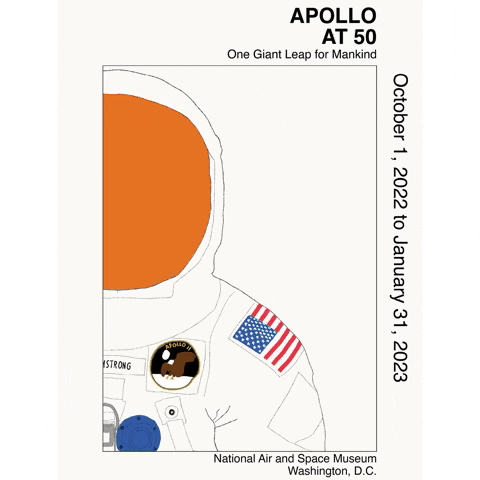 APOLLO
AT 50
One Giant Leap for Mankind
October 1, 2022 to January 31, 2023
APOLLO 11
MSTRONG
National Air and Space Museum
Washington, D.C.